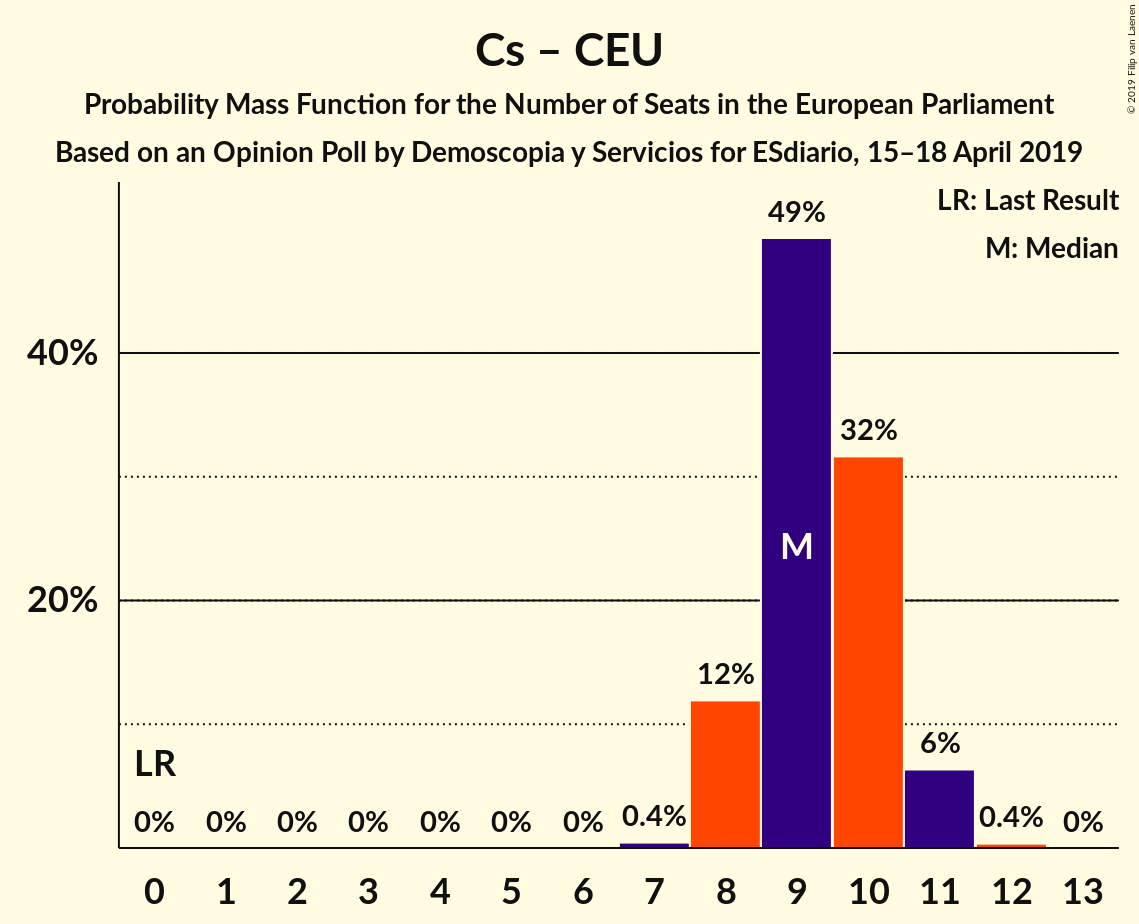 Cs – CEU
Probability Mass Function for the Number of Seats in the European Parliament
Based on an Opinion Poll by Demoscopia y Servicios for ESdiario, 15–18 April 2019
© 2019 Filip van Laenen
LR: Last Result
M: Median
49%
40%
32%
M
20%
12%
6%
LR
0% 0% 0% 0% 0% 0% 0% 0.4% 0.4% 0%
0 1 2 3 4 5 6 7 8 9 10 11 12 13